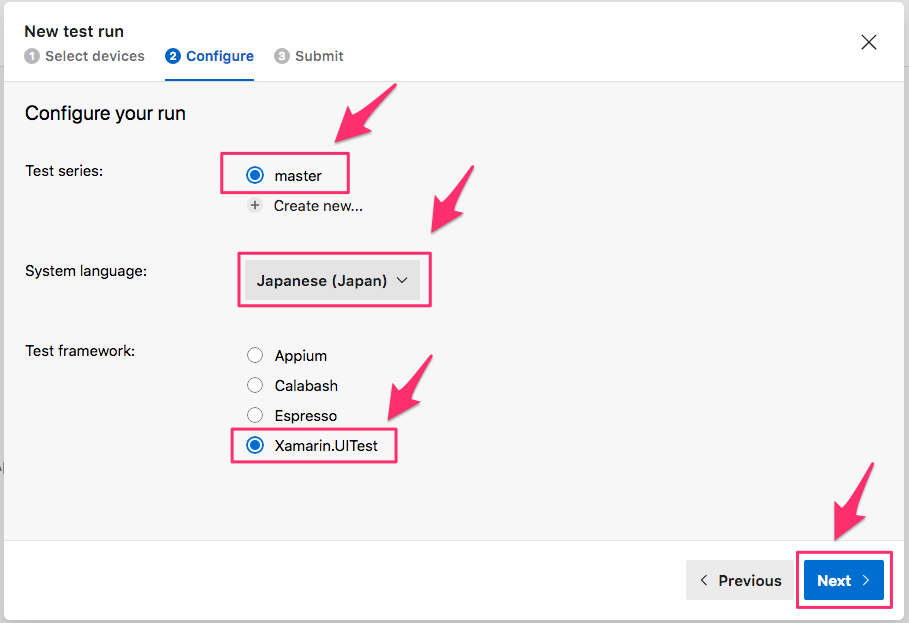 New test run
1 Select devices 2 Configure 3 Submit
Configure your run
Test series:
master
+ Create new...
System language:
Japanese (Japan)
Test framework:
Appium
Calabash
Espresso
Xamarin.UITest
Previous
Next